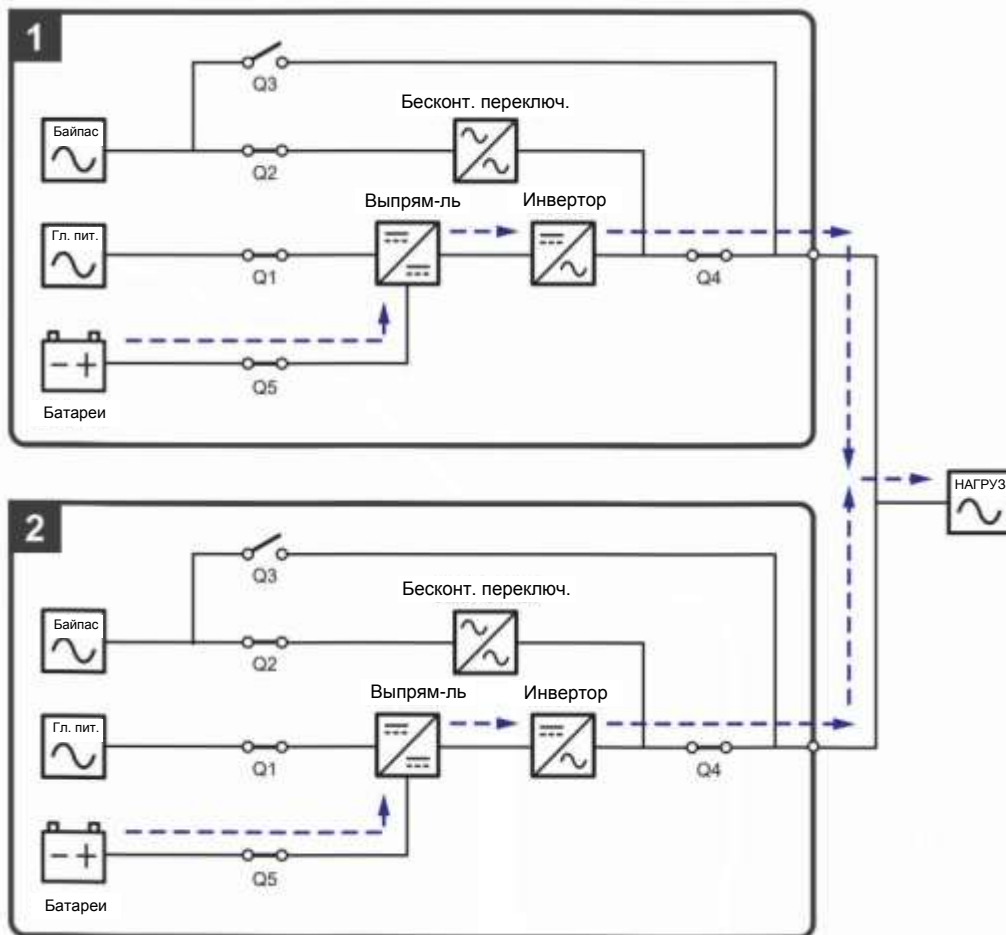 1
Q3
Бесконт. переключ.
Байпас
Q2
Выпрям-ль
Инвертор
Гл. пит.
Q1
Q4
Q5
Батареи
НАГРУЗ
2
Q3
Бесконт. переключ.
Байпас
Q2
Выпрям-ль
Инвертор
Гл. пит.
Q1
Q4
Q5
Батареи